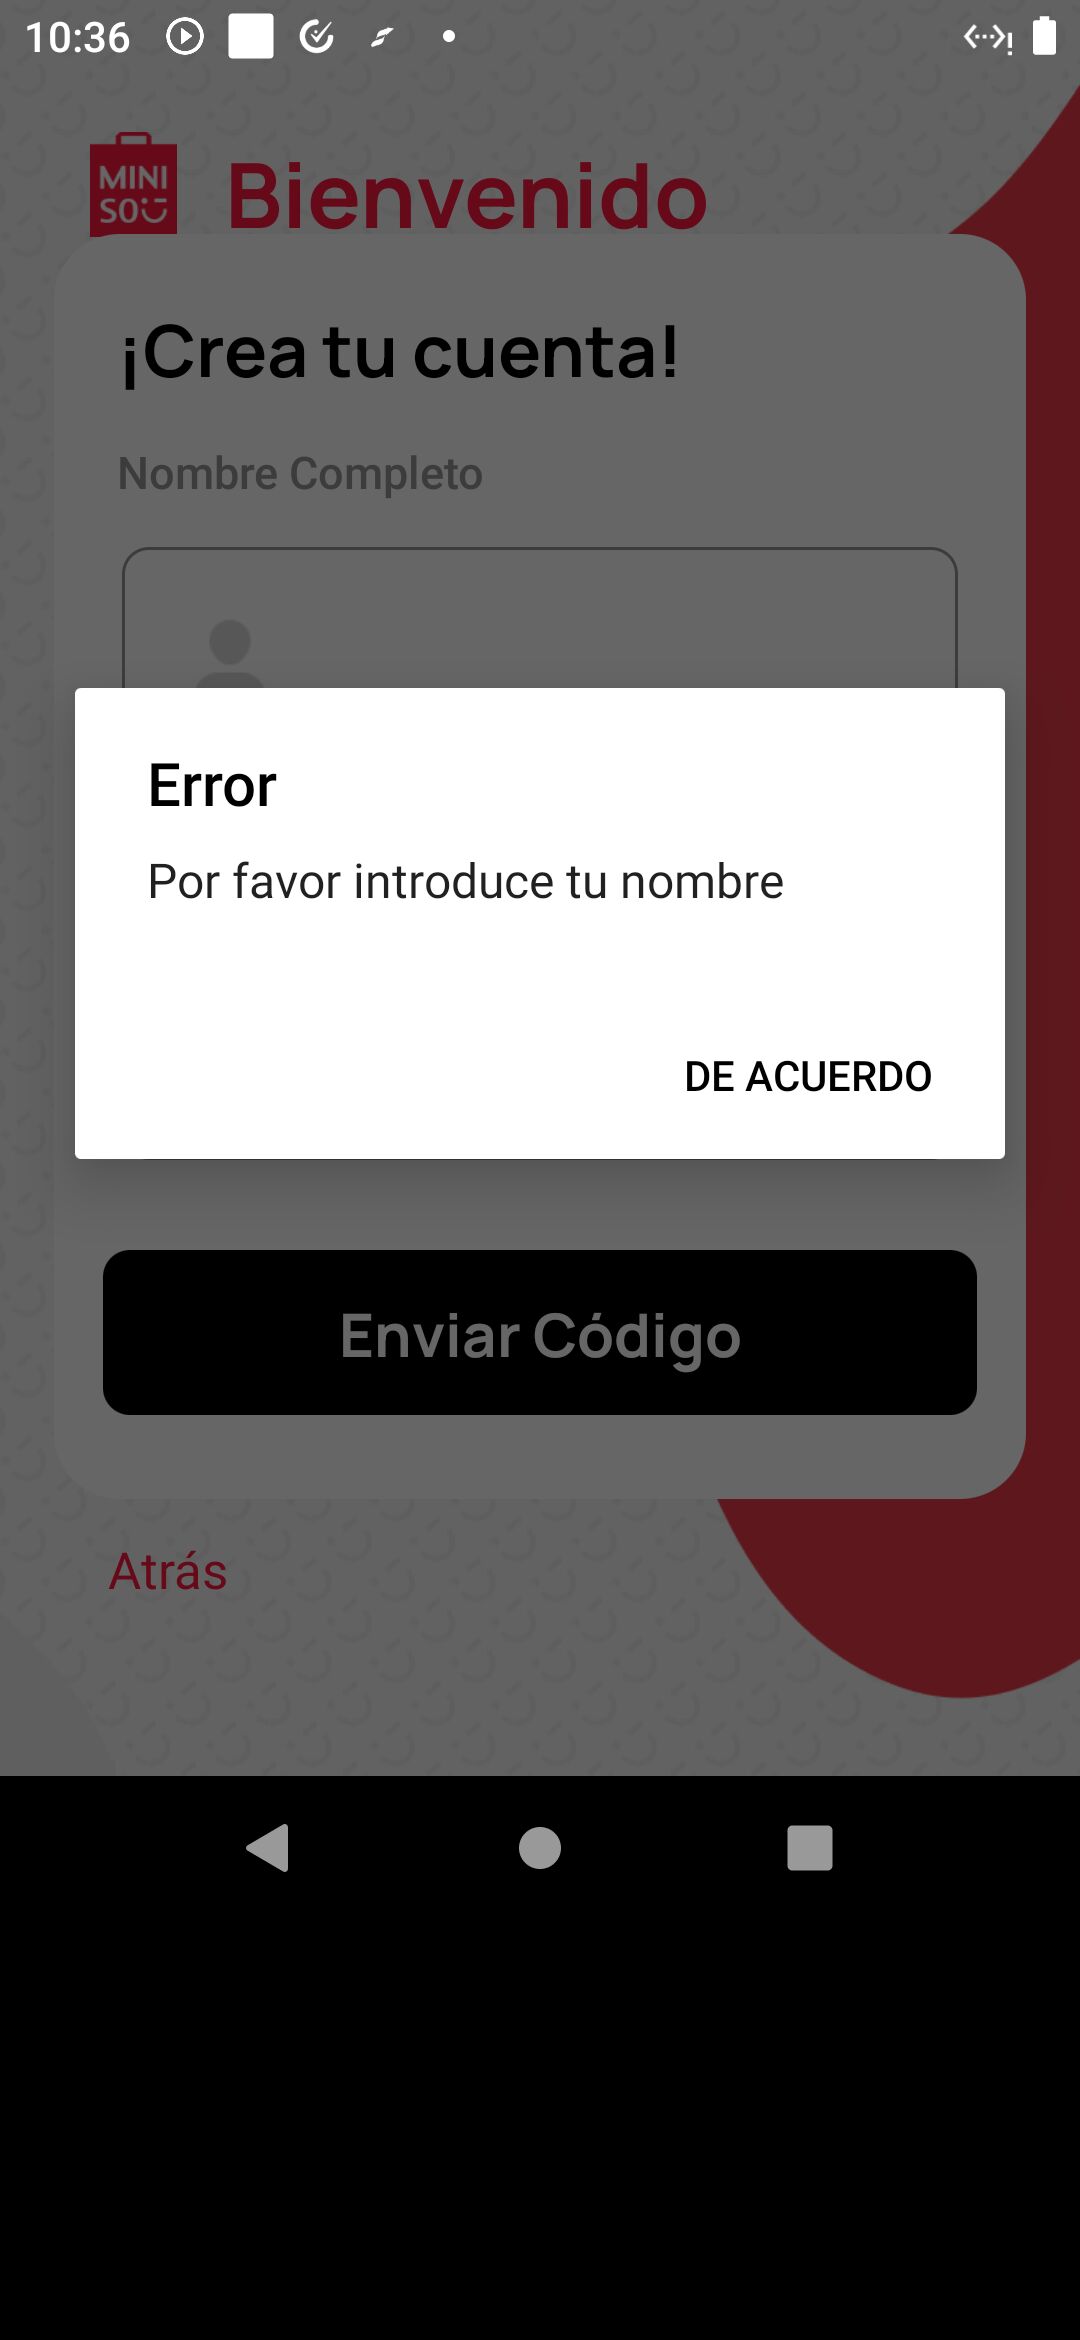 10:36
MINI
SO
Bienvenido
¡Crea tu cuenta!
Nombre Completo
Error
Por favor introduce tu nombre
DE ACUERDO
Enviar Código
Atrás